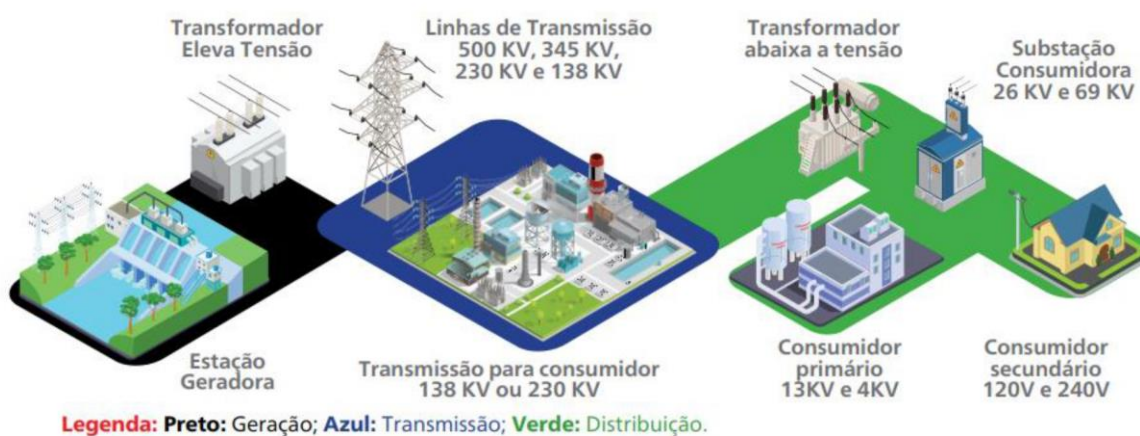 Transformador
Eleva Tensão
Linhas de Transmissão
500 KV, 345 KV,
230 KV e 138 KV
Transformador
abaixa a tensão
Substação
Consumidora
26 KV e 69 KV
Estação
Geradora
Transmissão para consumidor
138 KV ou 230 KV
Consumidor
primário
13KV e 4KV
Consumidor
secundário
120V e 240V
Legenda: Preto: Geração; Azul: Transmissão; Verde: Distribuição.